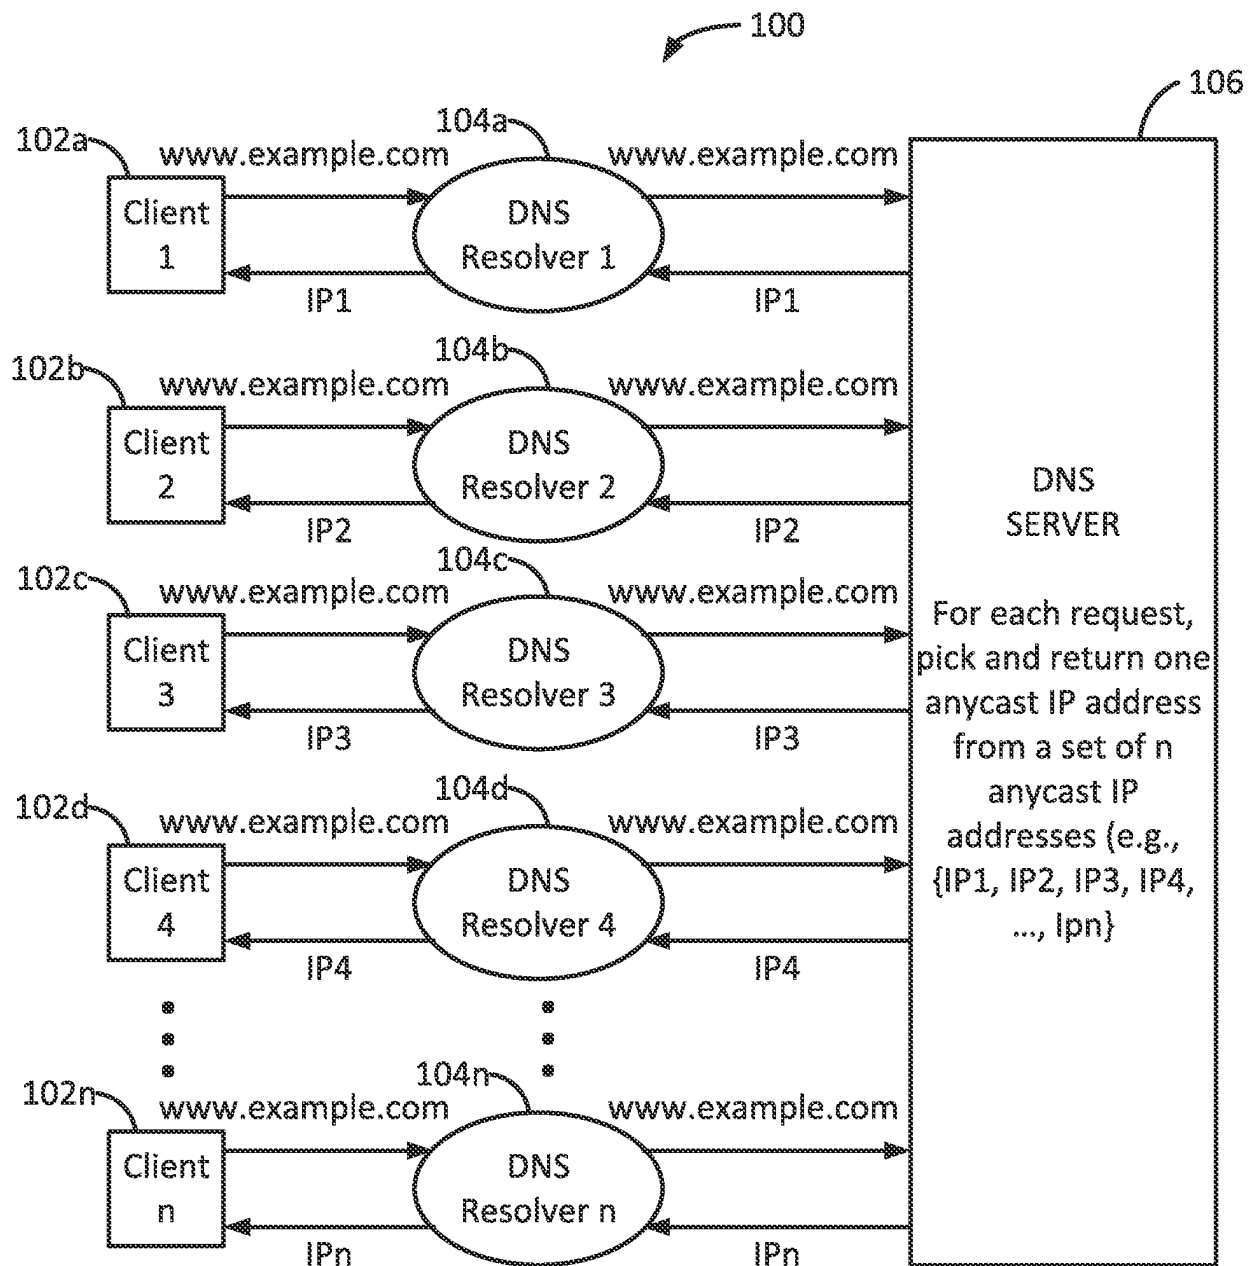 100
106
102a
104a
www.example.com
www.example.com
Client
1
DNS
Resolver 1
IP1
IP1
102b
104b
www.example.com
www.example.com
Client
2
DNS
Resolver 2
IP2
IP2
102c
104c
www.example.com
www.example.com
Client
3
DNS
Resolver 3
IP3
IP3
102d
104d
www.example.com
www.example.com
Client
4
DNS
Resolver 4
IP4
IP4
102n
104n
www.example.com
www.example.com
Client
n
DNS
Resolver n
IPn
IPn
DNS
SERVER
For each request,
pick and return one
anycast IP address
from a set of n
anycast IP
addresses (e.g.,
{IP1, IP2, IP3, IP4,
..., Ipn}